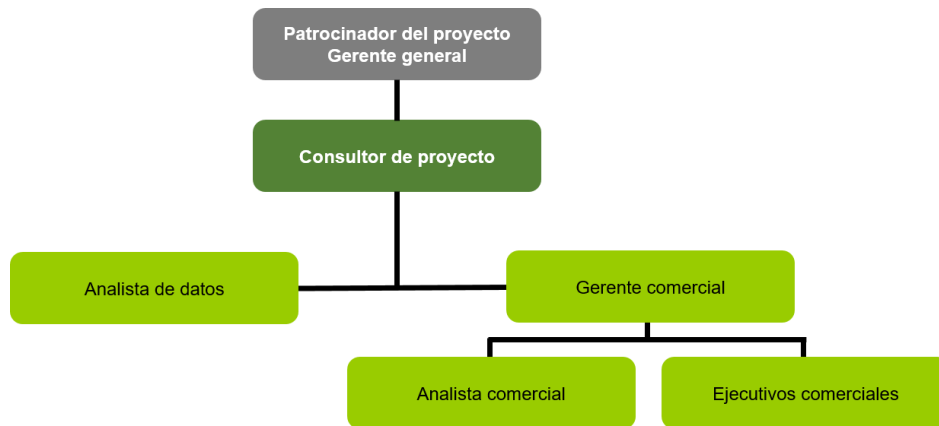 Patrocinador del proyecto
Gerente general
Consultor de proyecto
Analista de datos
Gerente comercial
Analista comercial
Ejecutivos comerciales